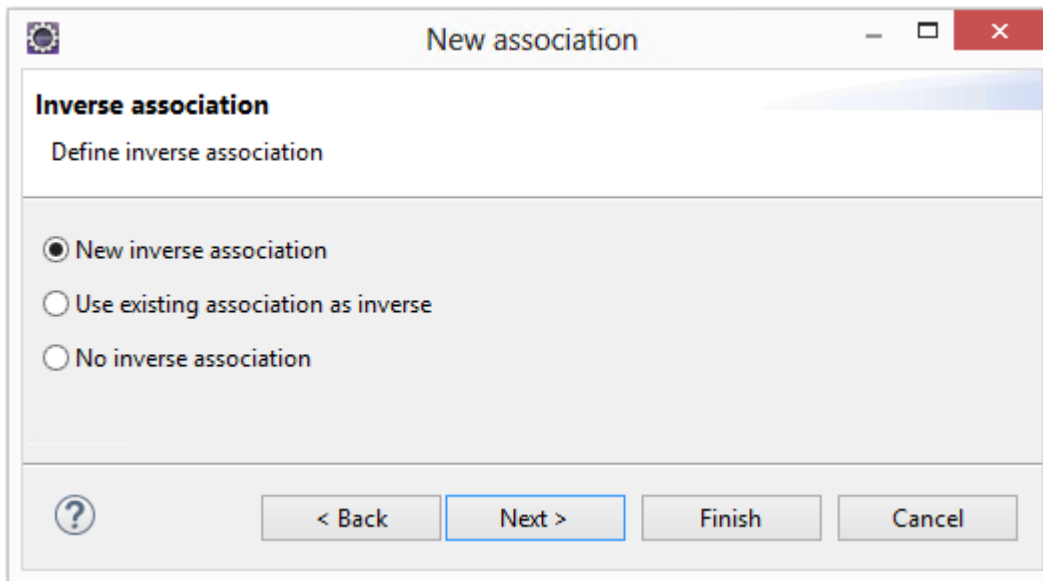 New association
Inverse association
Define inverse association
New inverse association
Use existing association as inverse
No inverse association
? < Back Next > Finish Cancel